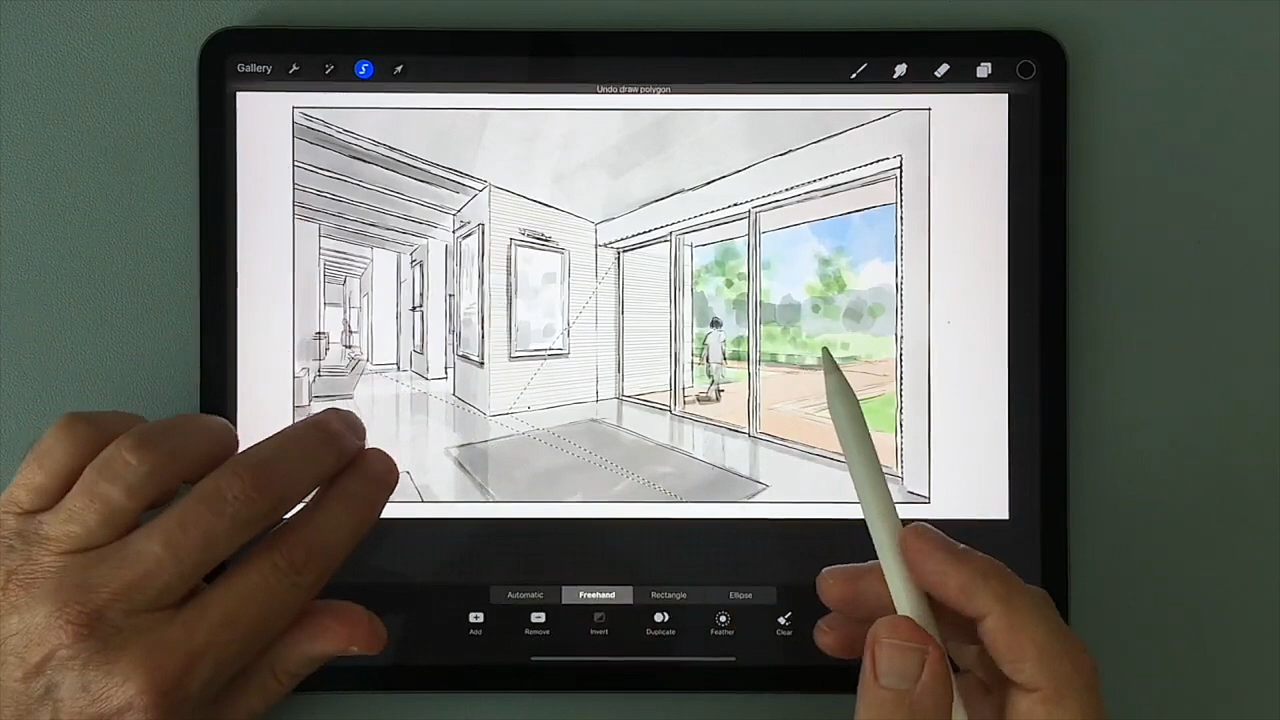 Gallery
Undo draw polygon
Automatic Freehand Rectangle Ellipse
Add Remove Invert Duplicate Feather Clear